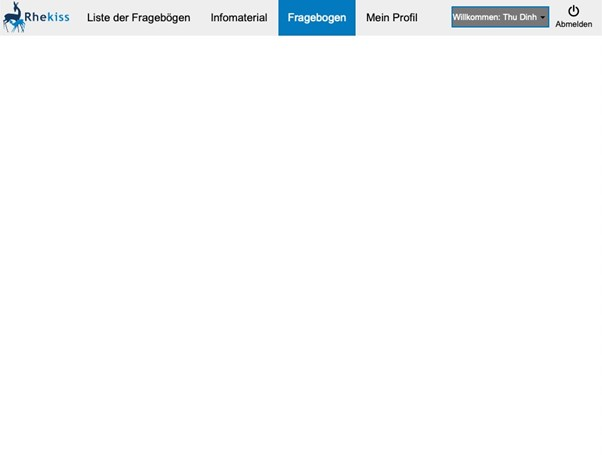 Rhekiss Liste der Fragebögen Infomaterial Fragebogen Mein Profil Willkommen: Thu Dinh
Abmelden